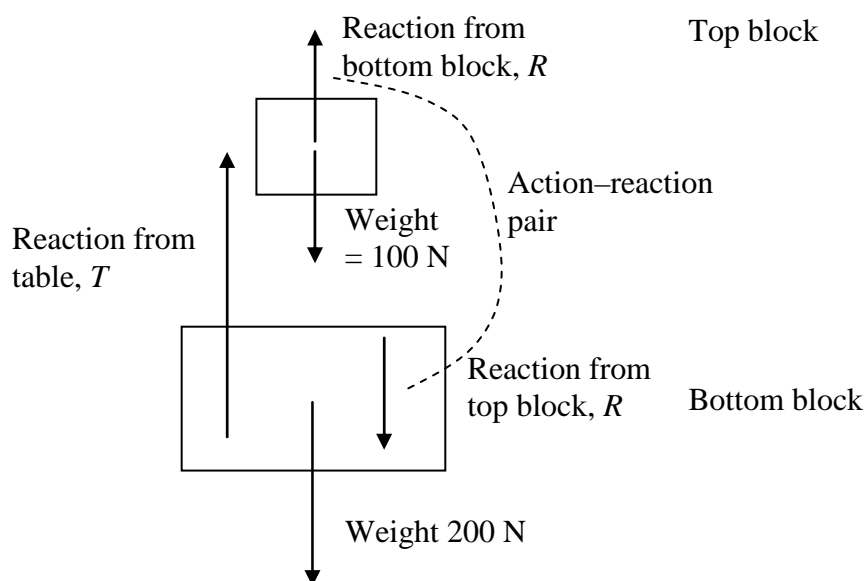 Reaction from
bottom block, R
Top block
Action–reaction
pair
Weight
= 100 N
Reaction from
table, T
Reaction from
top block, R
Bottom block
Weight 200 N